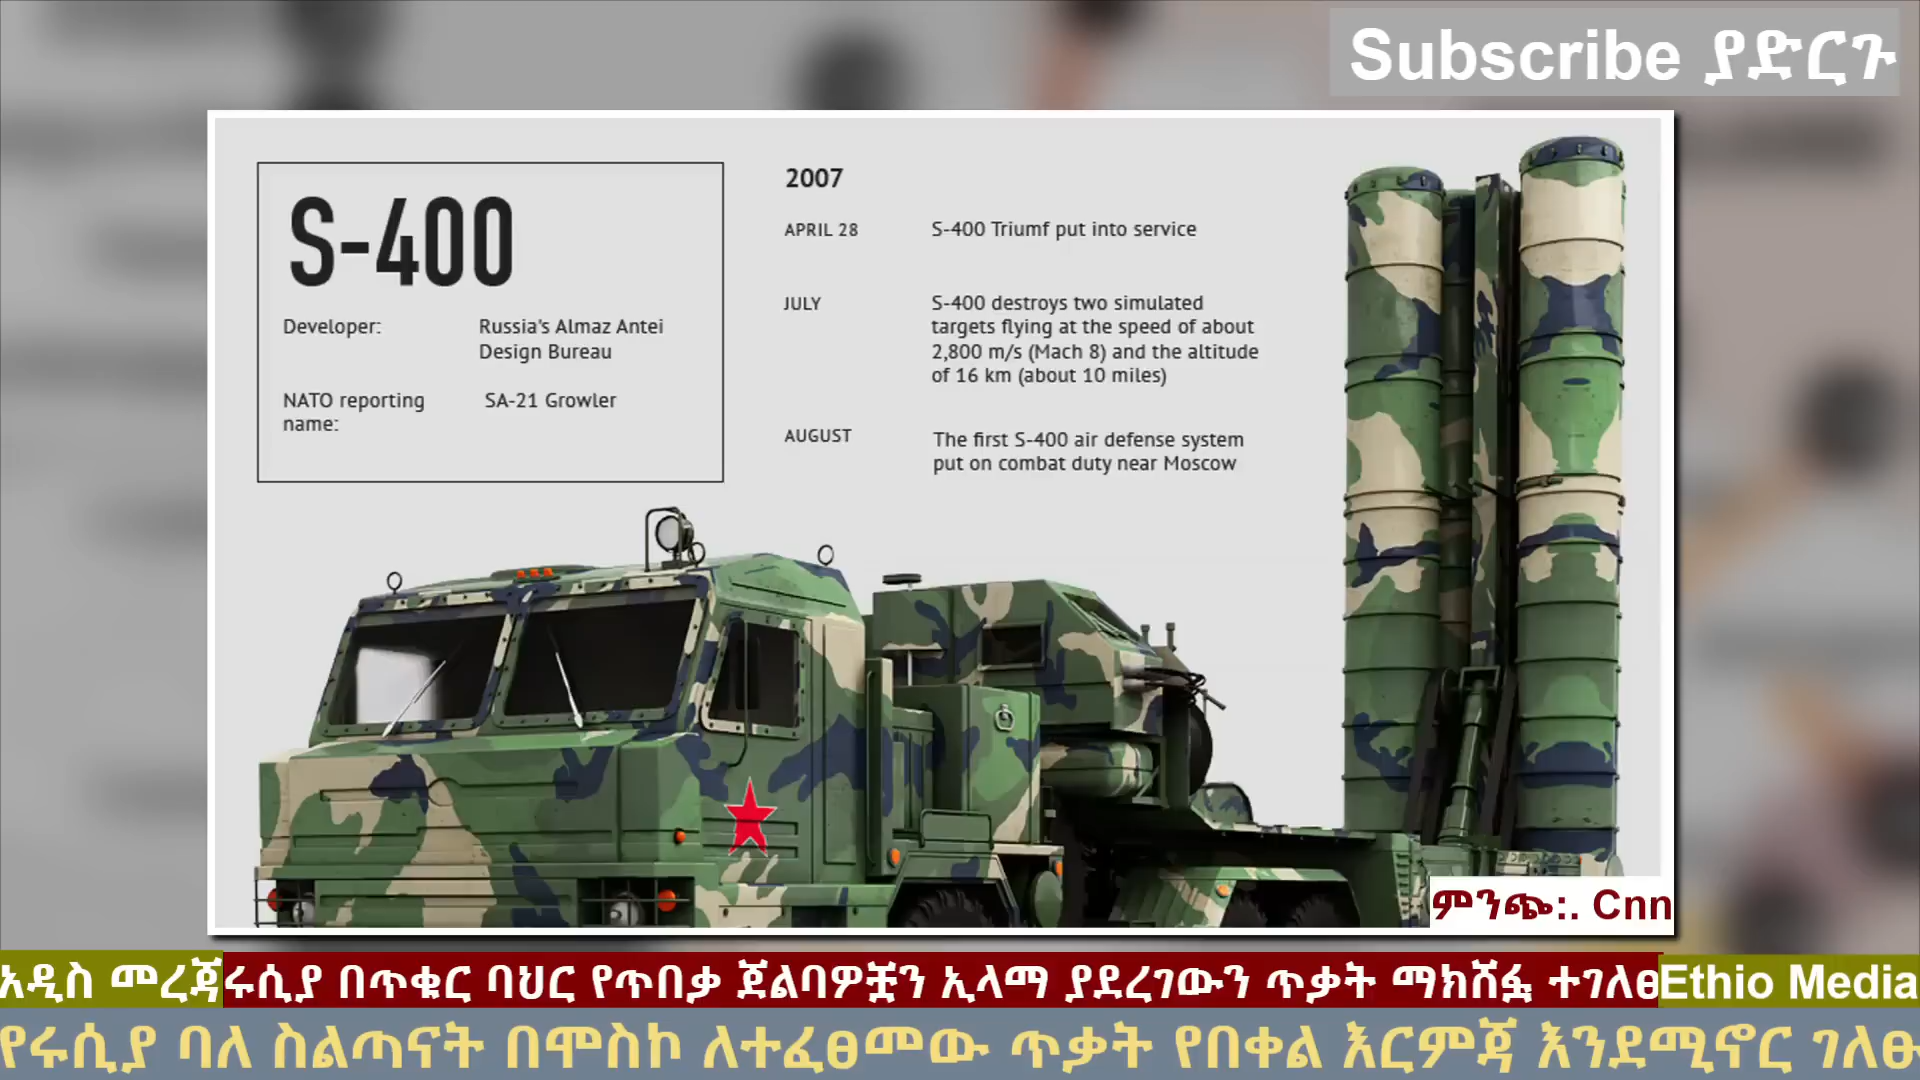 Subscribe ያድርጉ
S-400
Developer: Russia's Almaz Antei
Design Bureau
NATO reporting SA-21 Growler
name:
2007
APRIL 28 S-400 Triumf put into service
JULY S-400 destroys two simulated
targets flying at the speed of about
2,800 m/s (Mach 8) and the altitude
of 16 km (about 10 miles)
AUGUST The first S-400 air defense system
put on combat duty near Moscow
ምንጭ:. Cnn
አዲስ መረጃ ሩሲያ በጥቁር ባህር የጥበቃ ጀልባዎቿን ኢላማ ያደረገውን ጥቃት ማክሸፏ ተገለፀ Ethio Media
የሩሲያ ባለ ስልጣናት በሞስኮ ለተፈፀመው ጥቃት የበቀል እርምጃ እንደሚኖር ገለፁ